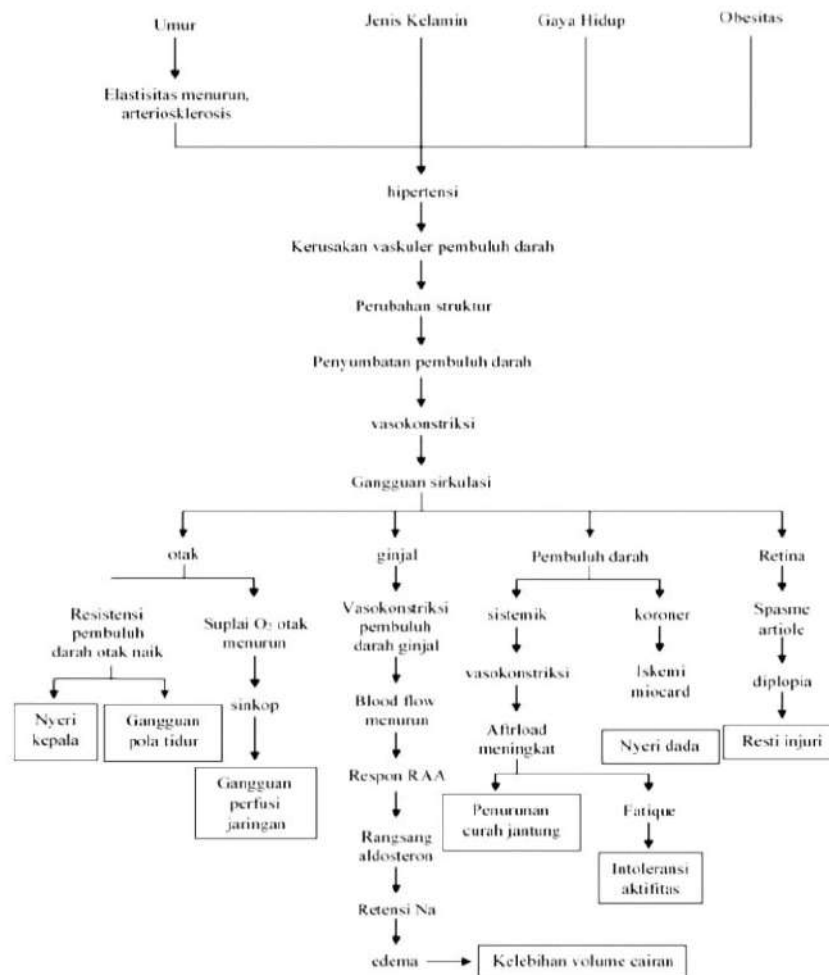 Umur
Jenis Kelamin
Gaya Hidup
Obesitas
Elastisitas menurun,
arteriosklerosis
hipertensi
Kerusakan vaskuler pembuluh darah
Perubahan struktur
Penyumbatan pembuluh darah
vasokonstriksi
Gangguan sirkulasi
otak
ginjal
Pembuluh darah
Retina
Resistensi
pembuluh
darah otak naik
Suplai O₂ otak
menurun
Vasokonstriksi
pembuluh
darah ginjal
sistemik
koroner
Spasme
artiole
Nyeri
kepala
Gangguan
pola tidur
sinkop
Blood flow
menurun
vasokonstriksi
Iskemi
miocard
diplopia
Gangguan
perfusi
jaringan
Respon RAA
Aftrload
meningkat
Nyeri dada
Resti injuri
Rangsang
aldosteron
Penurunan
curah jantung
Fatique
Retensi Na
Intoleransi
aktifitas
edema
Kelebihan volume cairan